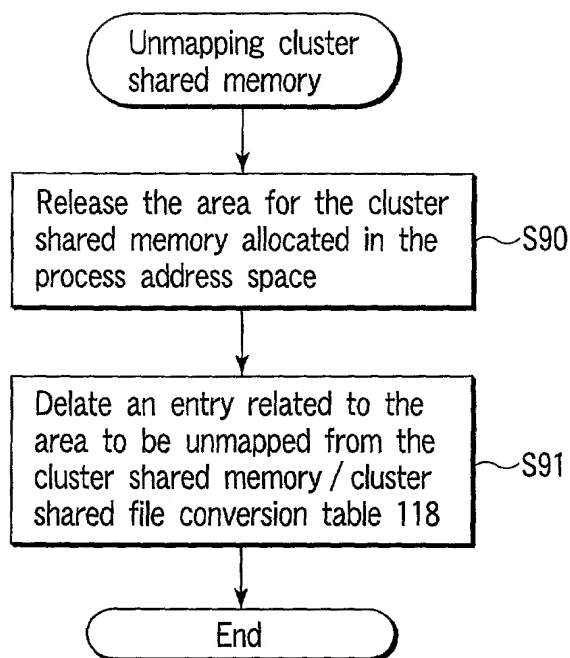 Unmapping cluster
shared memory
Release the area for the cluster
shared memory allocated in the
process address space
S90
Delate an entry related to the
area to be unmapped from the
cluster shared memory / cluster
shared file conversion table 118
S91
End